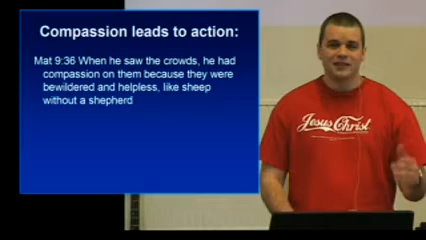 Compassion leads to action:
Mat 9:36 When he saw the crowds, he had
compassion on them because they were
bewildered and helpless, like sheep
without a shepherd
Jesus Christ